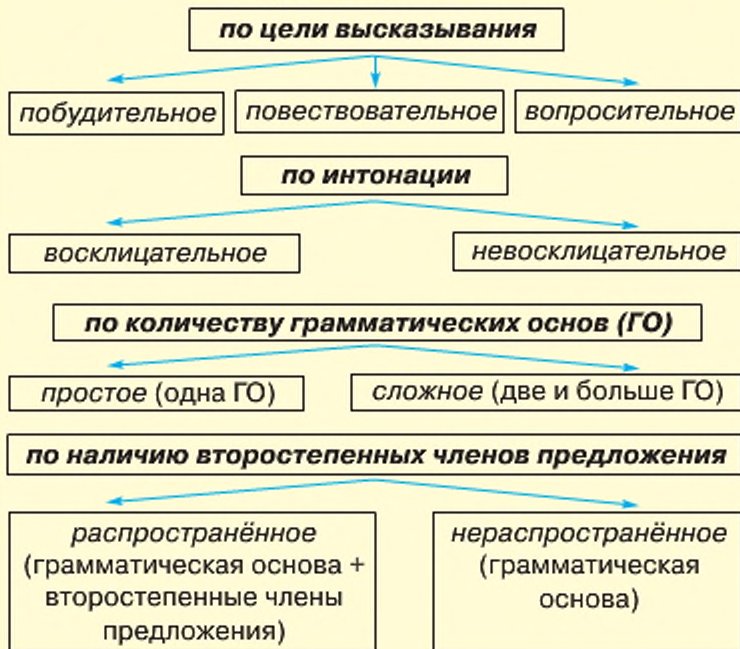 по цели высказывания
побудительное
повествовательное
вопросительное
по интонации
восклицательное
невосклицательное
по количеству грамматических основ (ГО)
простое (одна ГО)
сложное (две и больше ГО)
по наличию второстепенных членов предложения
распространённое
(грамматическая основа +
второстепенные члены
предложения)
нераспространённое
(грамматическая
основа)